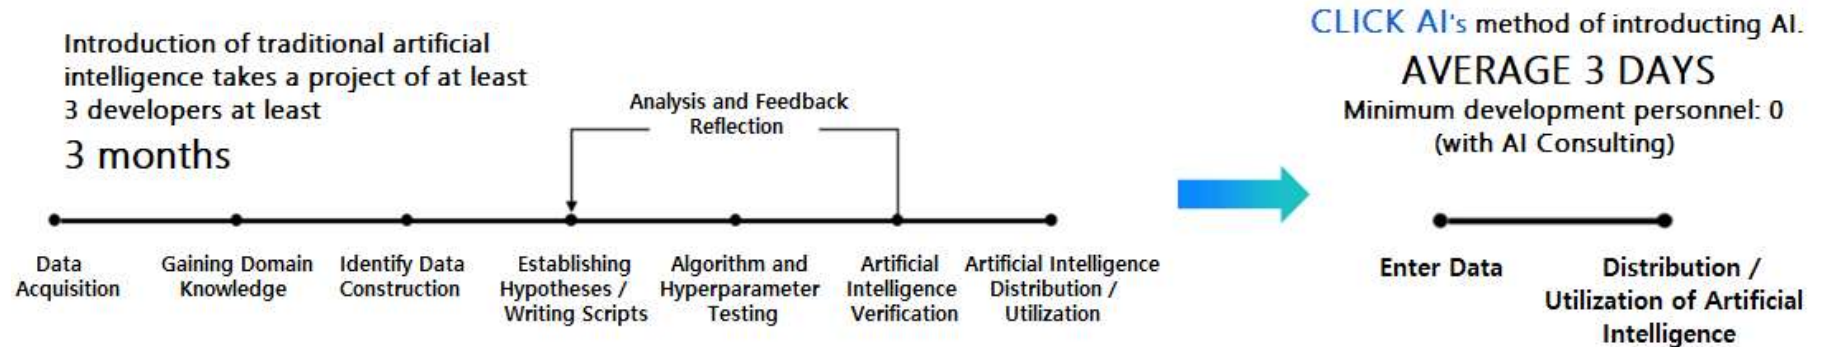 Introduction of traditional artificial
intelligence takes a project of at least
3 developers at least
3 months
Analysis and Feedback
Reflection
Data
Acquisition
Gaining Domain
Knowledge
Identify Data
Construction
Establishing
Hypotheses /
Writing Scripts
Algorithm and
Hyperparameter
Testing
Artificial
Intelligence
Verification
Artificial Intelligence
Distribution /
Utilization
CLICK AI's method of introducting AI.
AVERAGE 3 DAYS
Minimum development personnel: 0
(with AI Consulting)
Enter Data
Distribution /
Utilization of Artificial
Intelligence